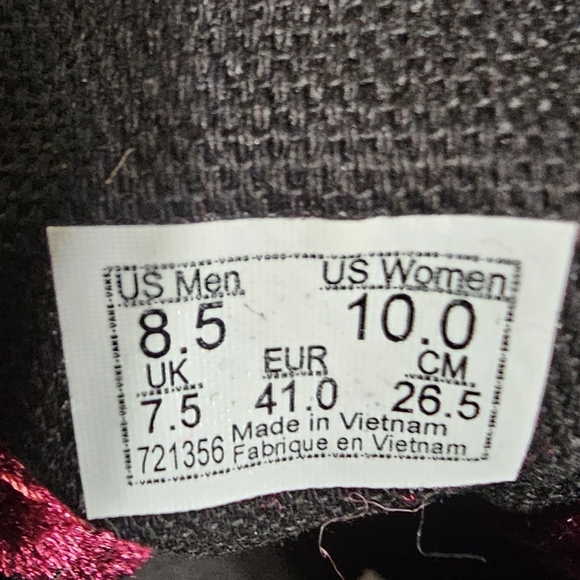 US Men US Women
8.5 10.0
UK EUR CM
7.5 41.0 26.5
Made in Vietnam
721356 Fabrique en Vietnam